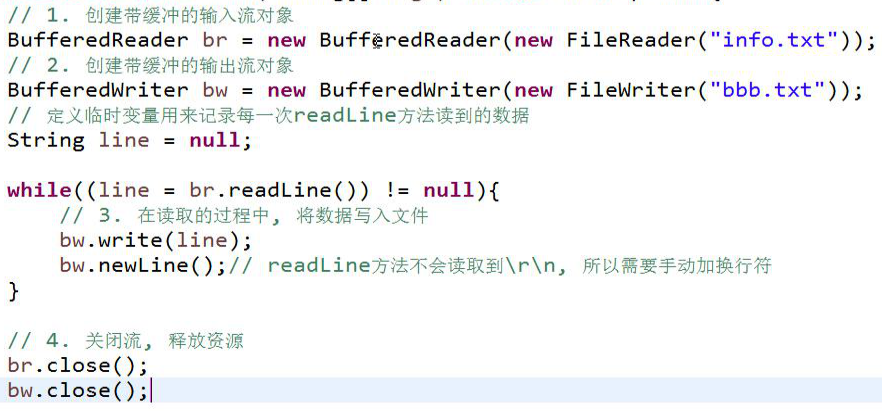 // 1. 创建带缓冲的输入流对象
BufferedReader br = new BufferedReader(new FileReader("info.txt"));
// 2. 创建带缓冲的输出流对象
BufferedWriter bw = new BufferedWriter(new FileWriter("bbb.txt"));
// 定义临时变量用来记录每一次readLine方法读到的数据
String line = null;
while((line = br.readLine()) != null){
// 3. 在读取的过程中, 将数据写入文件
bw.write(line);
bw.newLine();// readLine方法不会读取到\r\n, 所以需要手动加换行符
}
// 4. 关闭流, 释放资源
br.close();
bw.close();